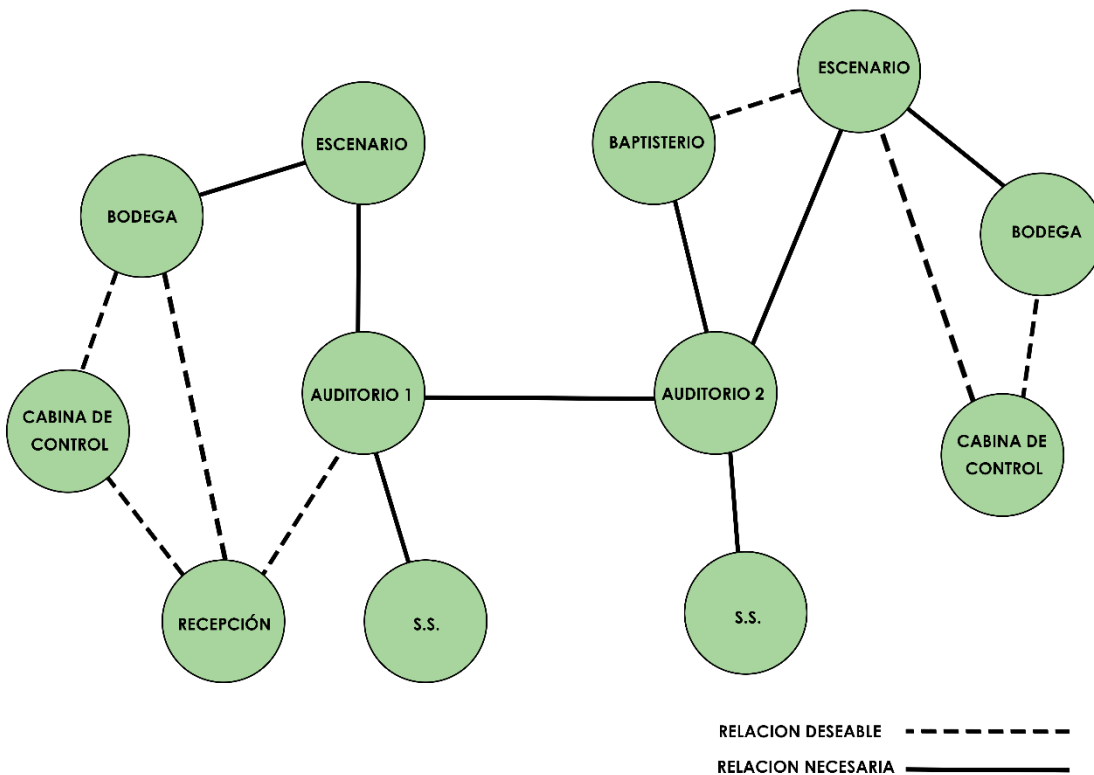 ESCENARIO
BAPTISTERIO
ESCENARIO
BODEGA
BODEGA
AUDITORIO 1
AUDITORIO 2
CABINA DE
CONTROL
CABINA DE
CONTROL
RECEPCIÓN
S.S.
S.S.
RELACION DESEABLE
RELACION NECESARIA